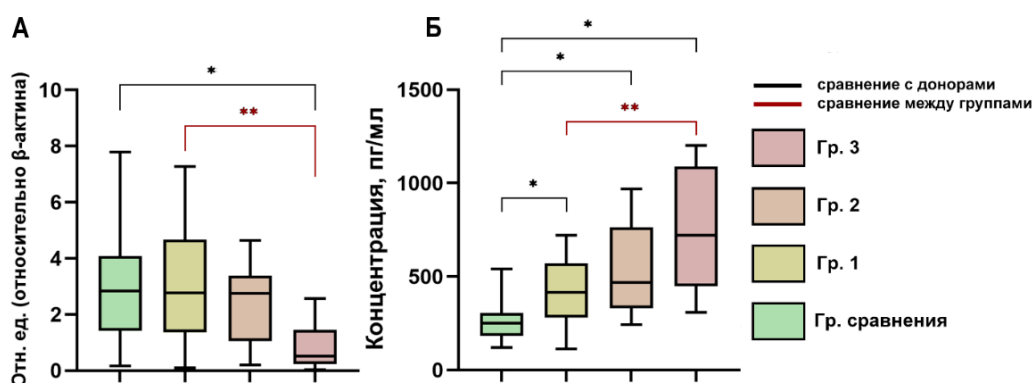 А
Отн. ед. (относительно β-актина)
10
8
6
4
2
0
*
**
Б
Концентрация, пг/мл
1500
1000
500
0
*
*
**
*
сравнение с донорами
сравнение между группами
Гр. 3
Гр. 2
Гр. 1
Гр. сравнения